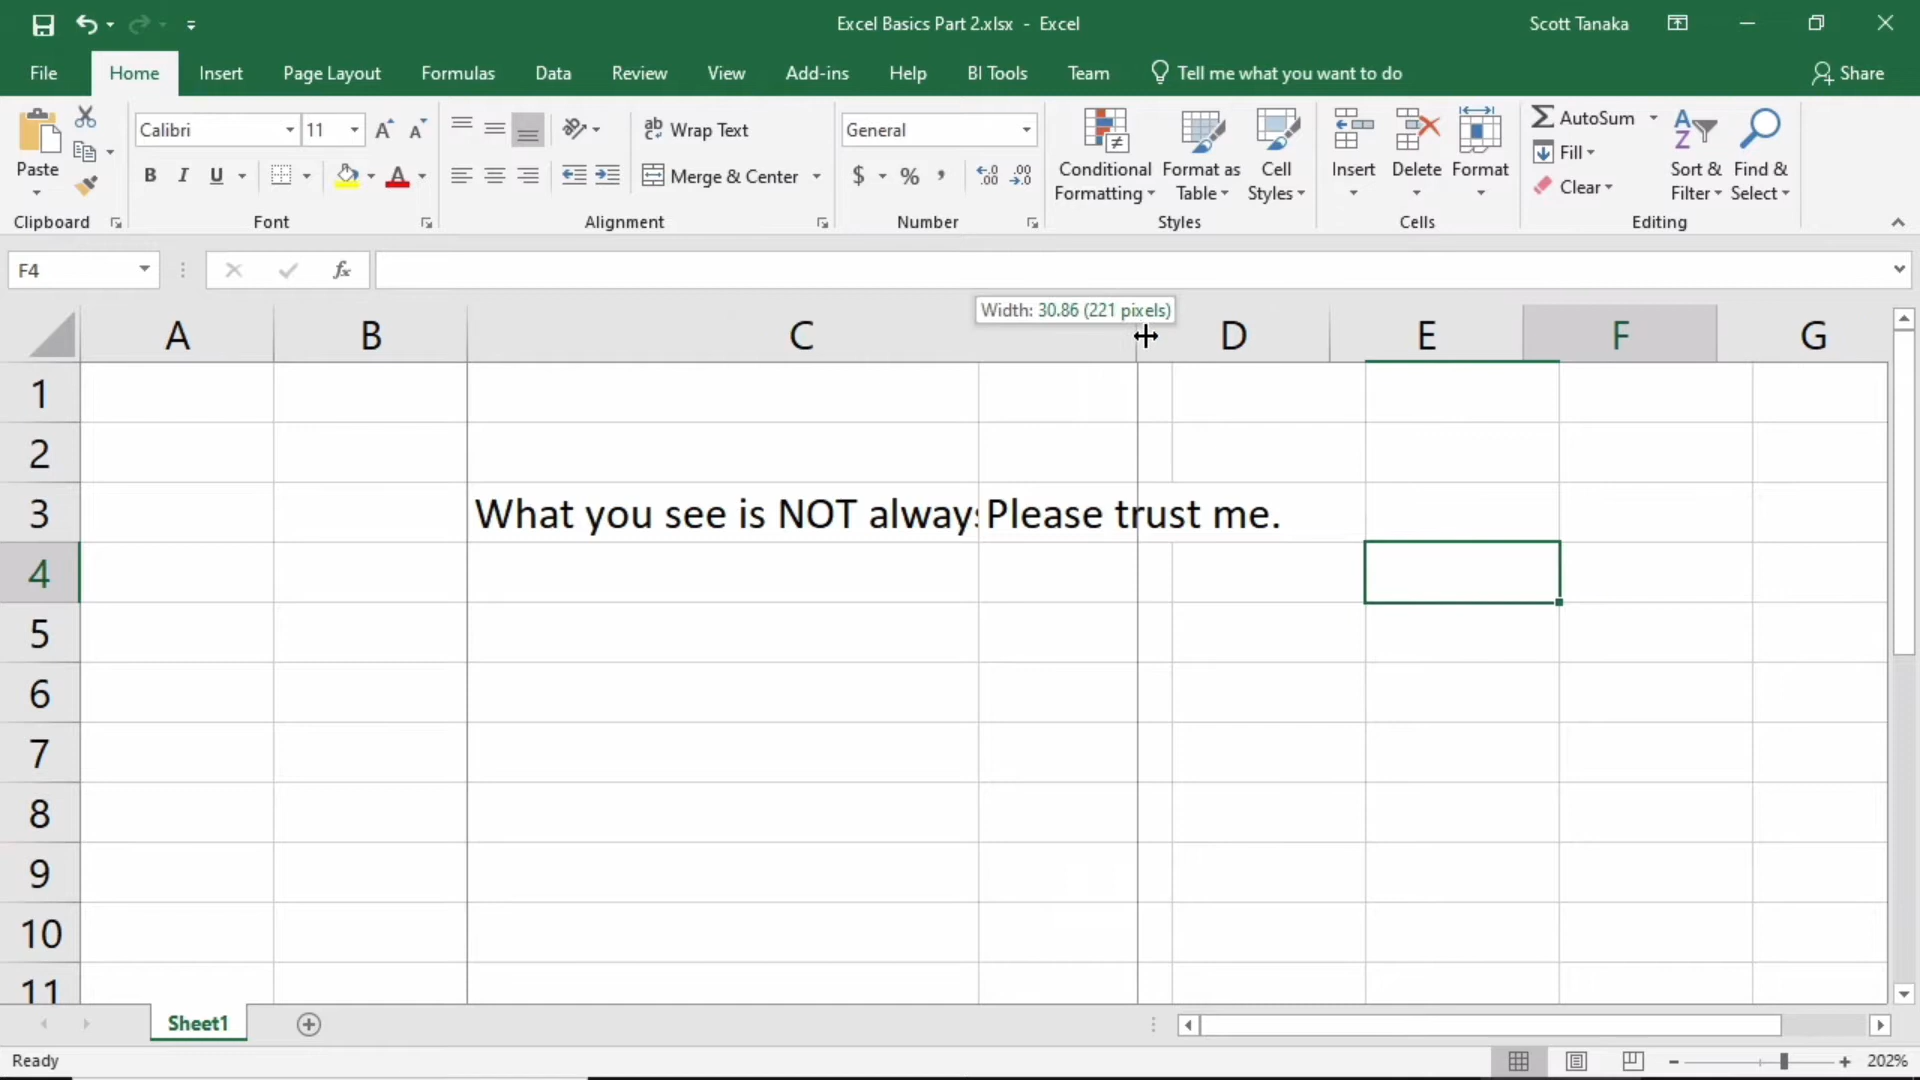 Excel Basics Part 2.xlsx - Excel
Scott Tanaka
File Home Insert Page Layout Formulas Data Review View Add-ins Help BI Tools Team Tell me what you want to do Share
Paste
Clipboard
Calibri 11
A A
B I U A
Font
ab Wrap Text
Merge & Center
Alignment
General
$ % ,
Number
Conditional Formatting
Format as Table
Cell Styles
Styles
Insert Delete Format
Cells
AutoSum
Fill
Clear
Sort & Filter
Find & Select
Editing
F4
fx
Width: 30.86 (221 pixels)
A B C D E F G
1
2
3 What you see is NOT always Please trust me.
4
5
6
7
8
9
10
11
Sheet1
Ready
202%